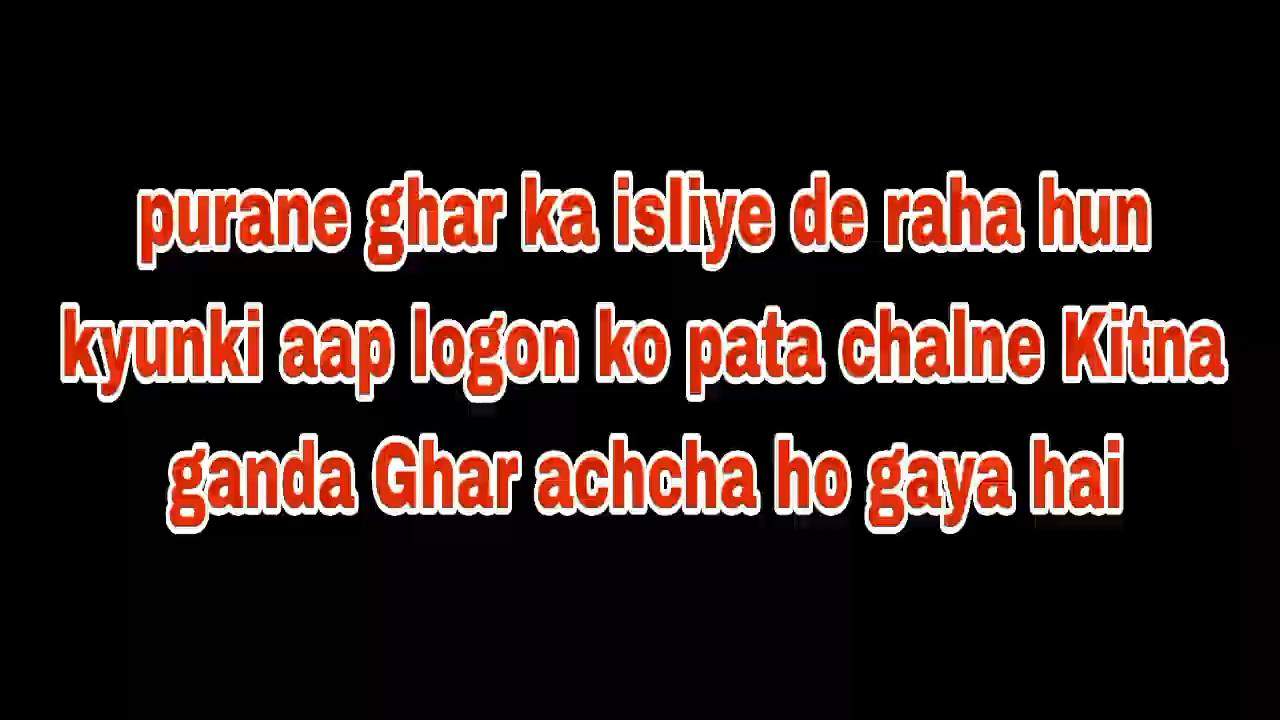 purane ghar ka isliye de raha hun
kyunki aap logon ko pata chalne Kitna
ganda Ghar achcha ho gaya hai